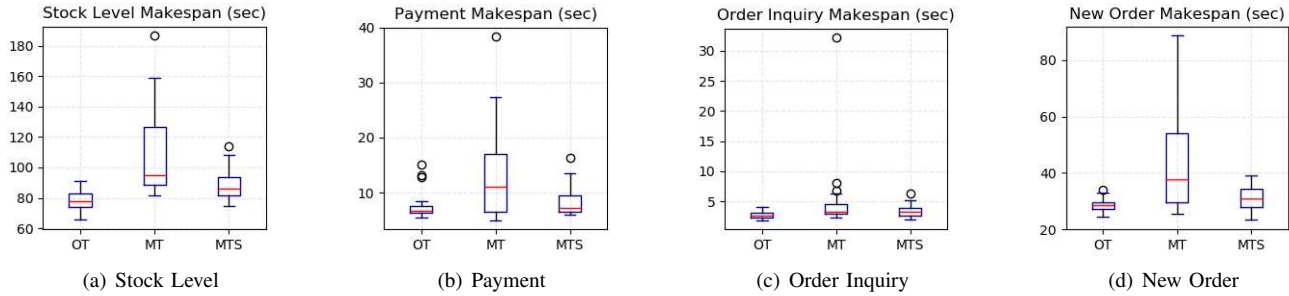 Stock Level Makespan (sec)
180
160
140
120
100
80
60
OT MT MTS
(a) Stock Level
Payment Makespan (sec)
40
30
20
10
OT MT MTS
(b) Payment
Order Inquiry Makespan (sec)
30
25
20
15
10
5
OT MT MTS
(c) Order Inquiry
New Order Makespan (sec)
80
60
40
20
OT MT MTS
(d) New Order